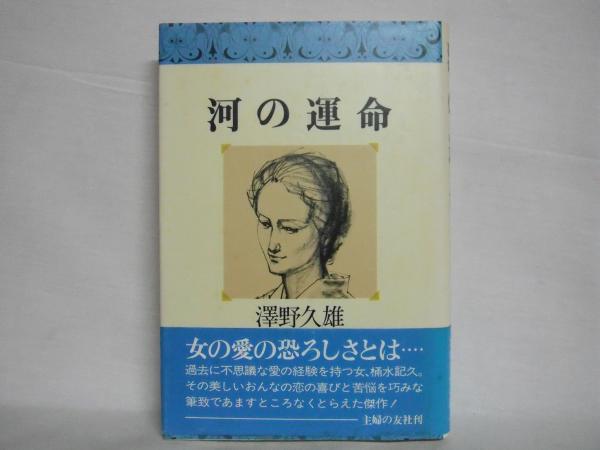 河の運命
澤野久雄
女の愛の恐ろしさとは‥‥
過去に不思議な愛の経験を持つ女、桶水記久。
その美しいおんなの恋の喜びと苦悩を巧みな
筆致であますところなくとらえた傑作!
主婦の友社刊